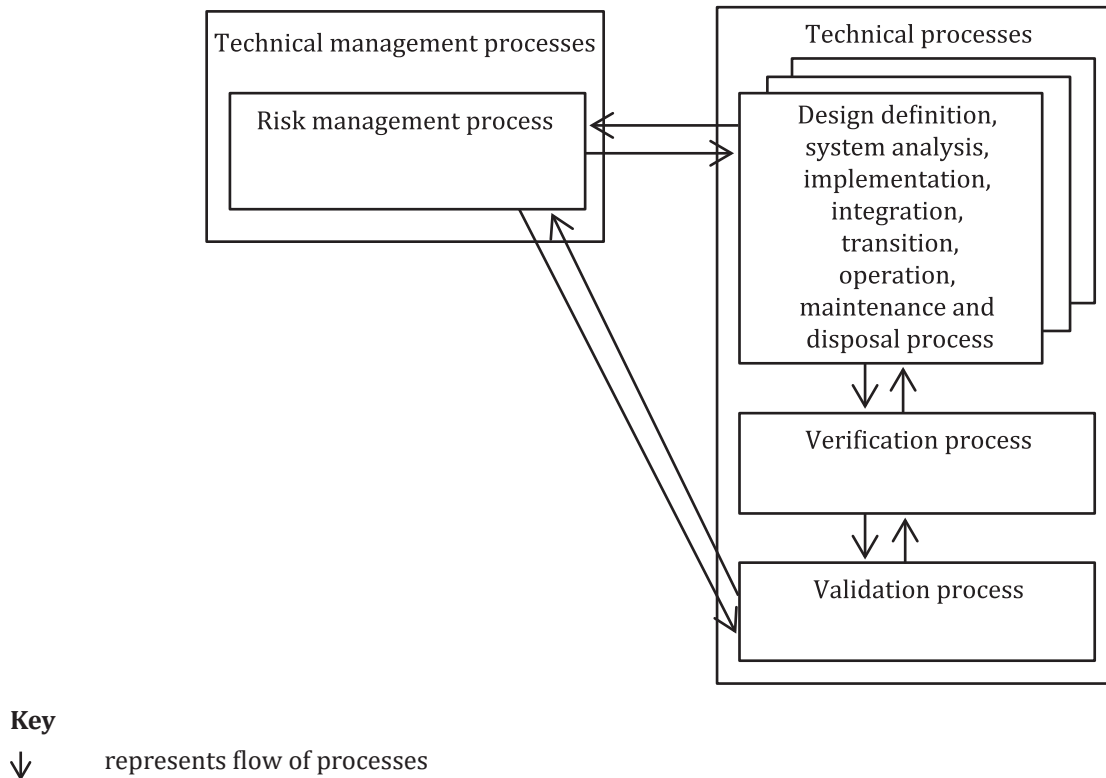 Technical management processes
Risk management process
Technical processes
Design definition,
system analysis,
implementation,
integration,
transition,
operation,
maintenance and
disposal process
Verification process
Validation process
Key
represents flow of processes